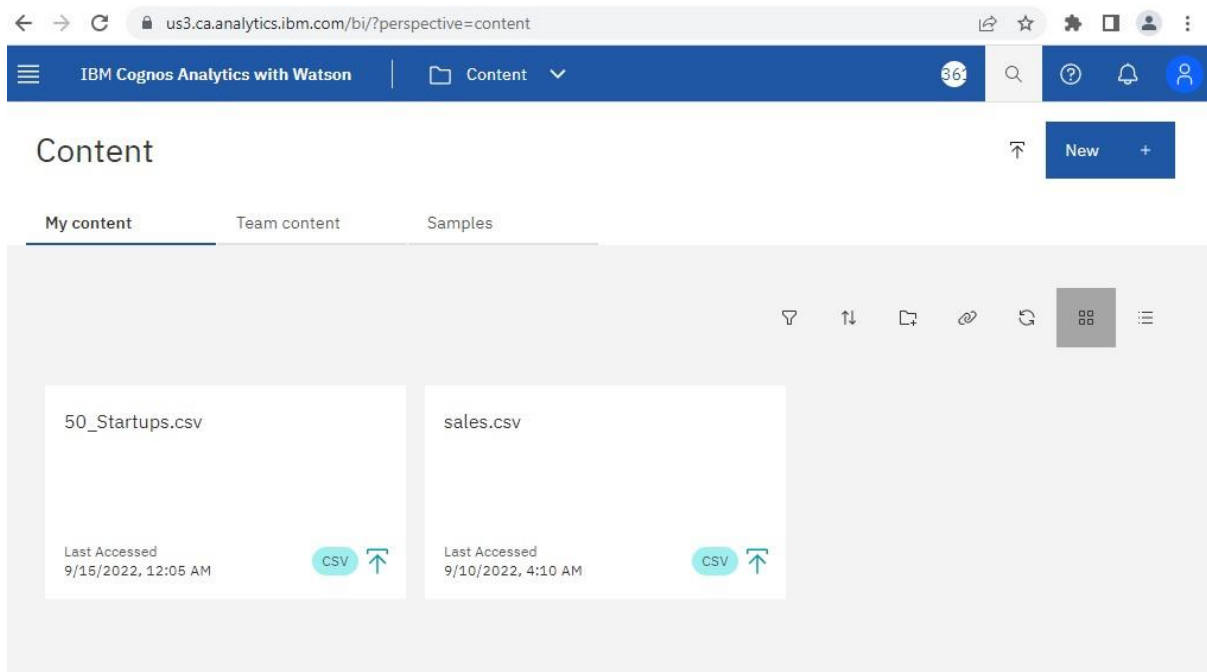 us3.ca.analytics.ibm.com/bi/?perspective=content
IBM Cognos Analytics with Watson
Content
361
Content
New +
My content
Team content
Samples
50_Startups.csv
Last Accessed
9/15/2022, 12:05 AM
CSV
sales.csv
Last Accessed
9/10/2022, 4:10 AM
CSV